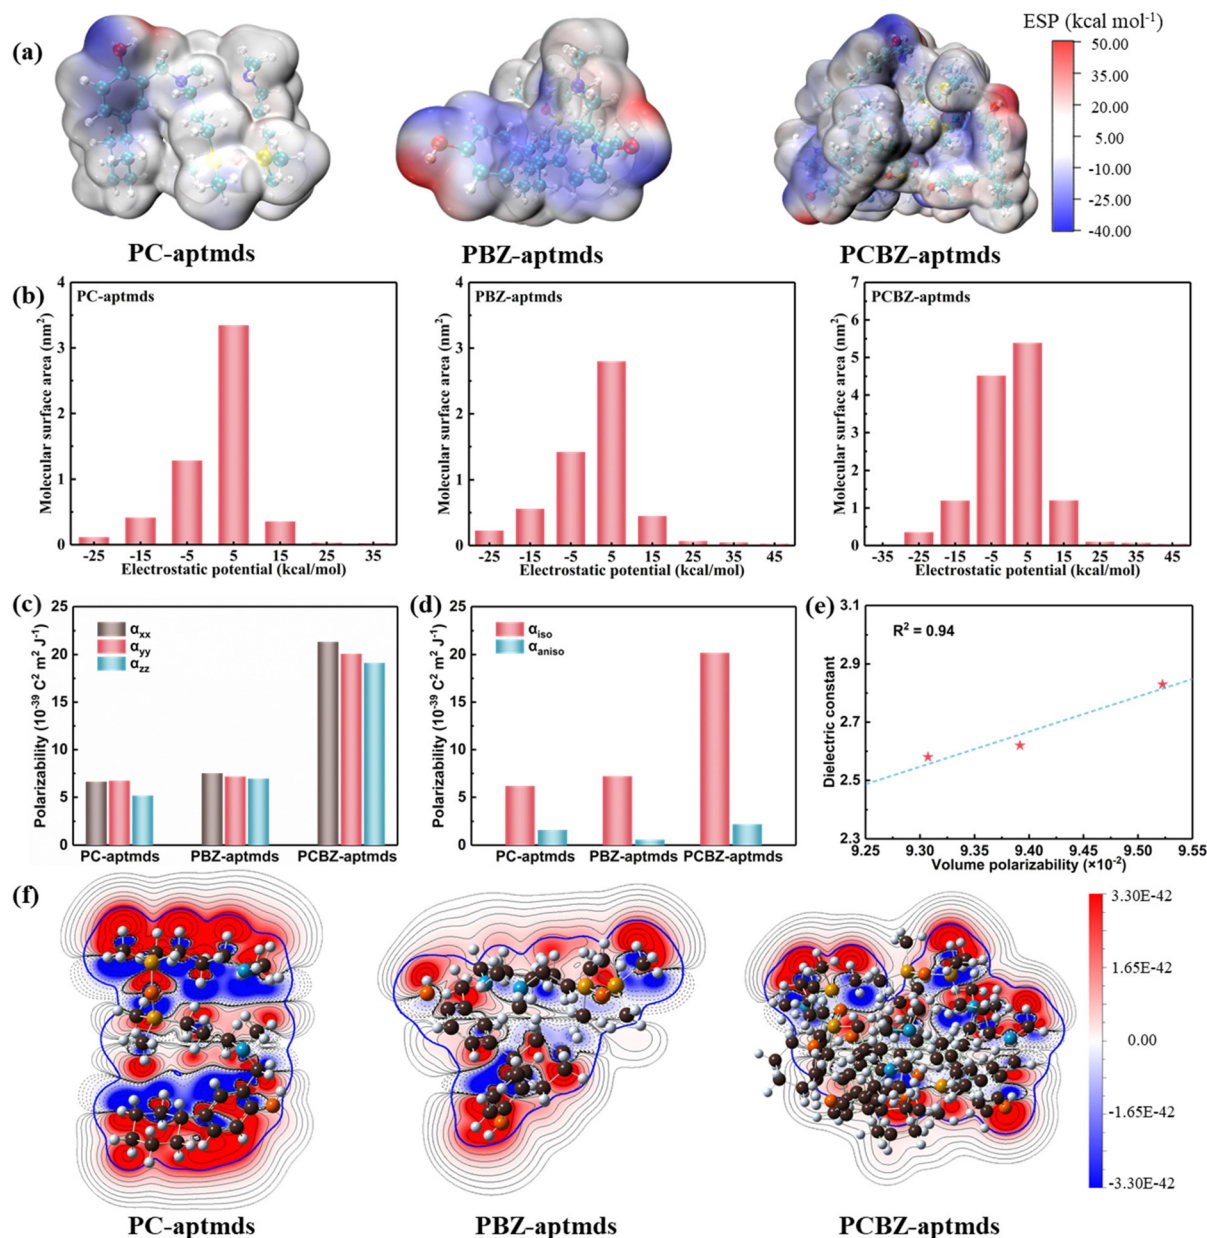 (a)
ESP (kcal mol⁻¹)
50.00
35.00
20.00
5.00
-10.00
-25.00
-40.00
PC-aptmds
PBZ-aptmds
PCBZ-aptmds
(b)
PC-aptmds
Molecular surface area (nm²)
4
3
2
1
0
-25 -15 -5 5 15 25 35
Electrostatic potential (kcal/mol)
PBZ-aptmds
Molecular surface area (nm²)
4
3
2
1
0
-25 -15 -5 5 15 25 35 45
Electrostatic potential (kcal/mol)
PCBZ-aptmds
Molecular surface area (nm²)
7
6
5
4
3
2
1
0
-35 -25 -15 -5 5 15 25 35 45
Electrostatic potential (kcal/mol)
(c)
Polarizability (10⁻³⁹ C² m² J⁻¹)
25
20
15
10
5
0
αxx
αyy
αzz
PC-aptmds PBZ-aptmds PCBZ-aptmds
(d)
Polarizability (10⁻³⁹ C² m² J⁻¹)
25
20
15
10
5
0
αiso
αaniso
PC-aptmds PBZ-aptmds PCBZ-aptmds
(e)
Dielectric constant
3.1
2.9
2.7
2.5
2.3
R² = 0.94
9.25 9.30 9.35 9.40 9.45 9.50 9.55
Volume polarizability (×10⁻²)
(f)
3.30E-42
1.65E-42
0.00
-1.65E-42
-3.30E-42
PC-aptmds
PBZ-aptmds
PCBZ-aptmds